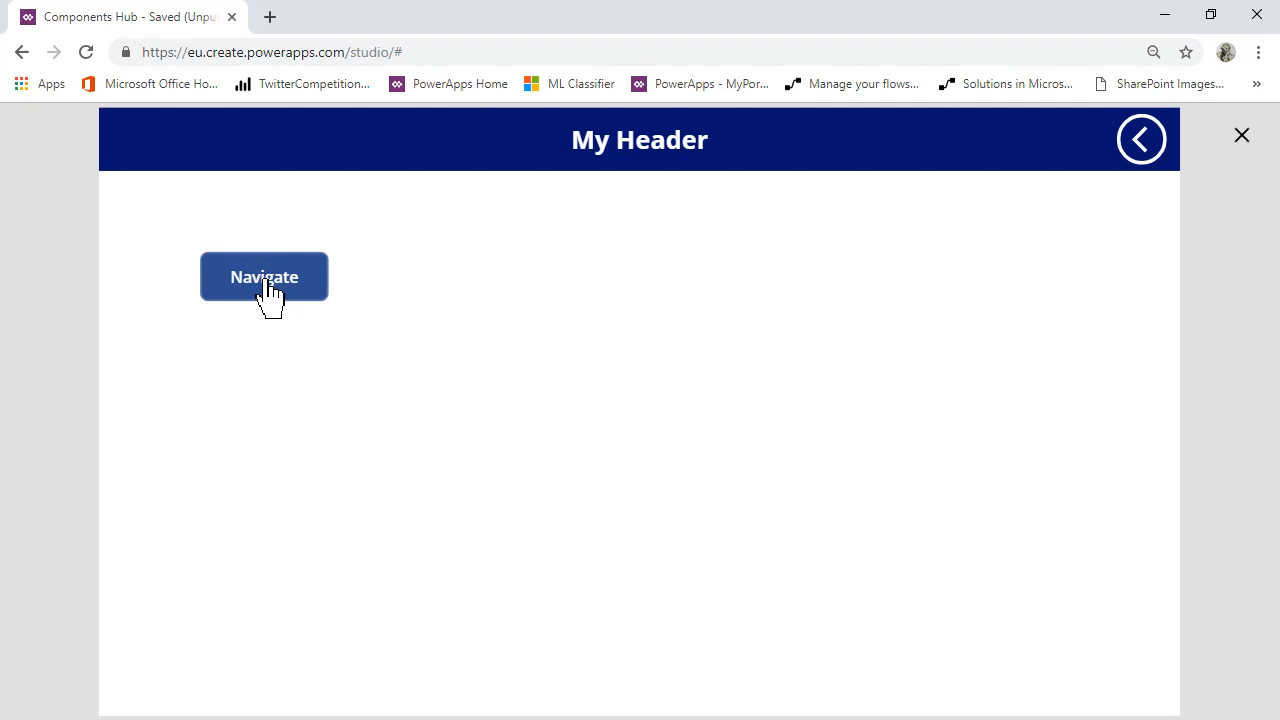 Components Hub - Saved (Unpu
https://eu.create.powerapps.com/studio/#
Apps Microsoft Office Ho... TwitterCompetition... PowerApps Home ML Classifier PowerApps - MyPor... Manage your flows... Solutions in Micros... SharePoint Images... »
My Header
Navigate